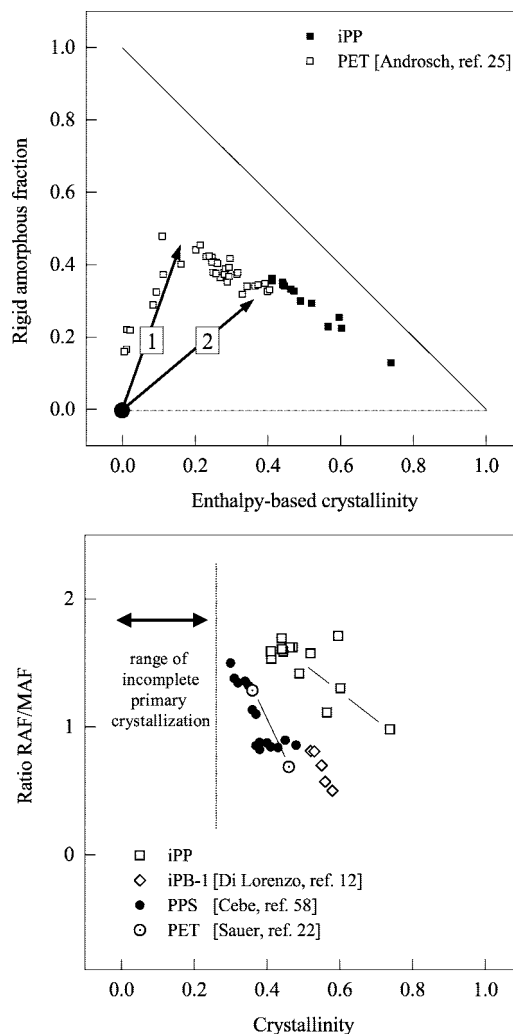 iPP
PET [Androsch, ref. 25]
1.0
0.8
0.6
0.4
0.2
0.0
Rigid amorphous fraction
1
2
0.0 0.2 0.4 0.6 0.8 1.0
Enthalpy-based crystallinity
2
1
0
Ratio RAF/MAF
range of
incomplete
primary
crystallization
iPP
iPB-1 [Di Lorenzo, ref. 12]
PPS [Cebe, ref. 58]
PET [Sauer, ref. 22]
0.0 0.2 0.4 0.6 0.8 1.0
Crystallinity